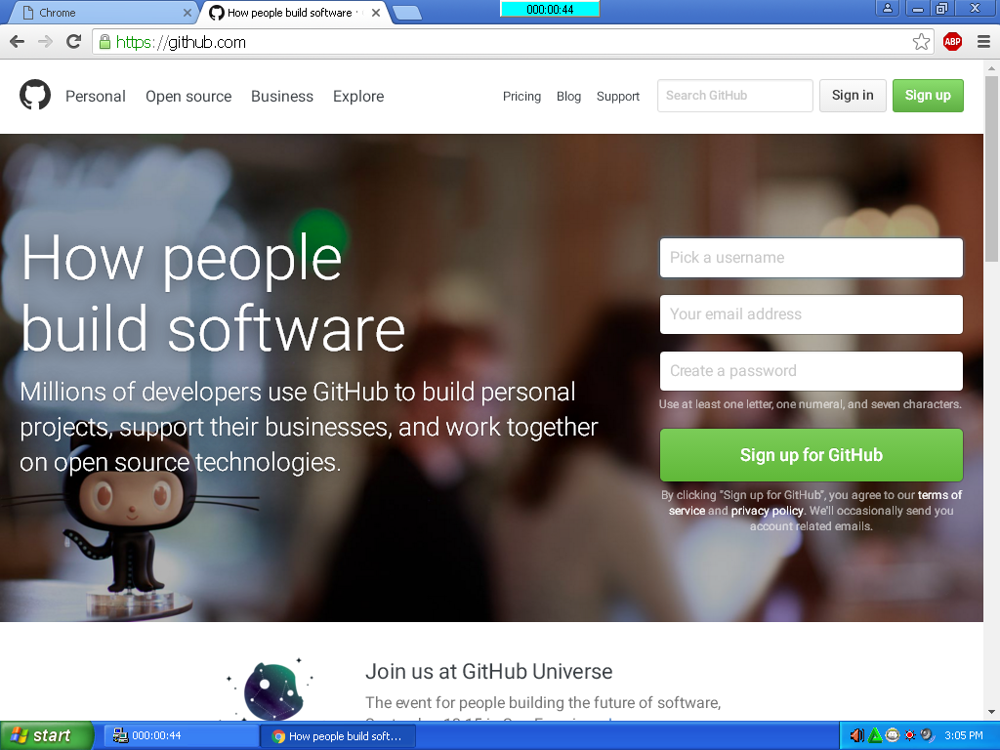 Chrome
How people build software ·
000:00:44
https://github.com
ABP
Personal Open source Business Explore
Pricing Blog Support Search GitHub Sign in Sign up
How people
build software
Millions of developers use GitHub to build personal
projects, support their businesses, and work together
on open source technologies.
Pick a username
Your email address
Create a password
Use at least one letter, one numeral, and seven characters.
Sign up for GitHub
By clicking "Sign up for GitHub", you agree to our terms of
service and privacy policy. We'll occasionally send you
account related emails.
Join us at GitHub Universe
The event for people building the future of software,
start 000:00:44 How people build soft... 3:05 PM